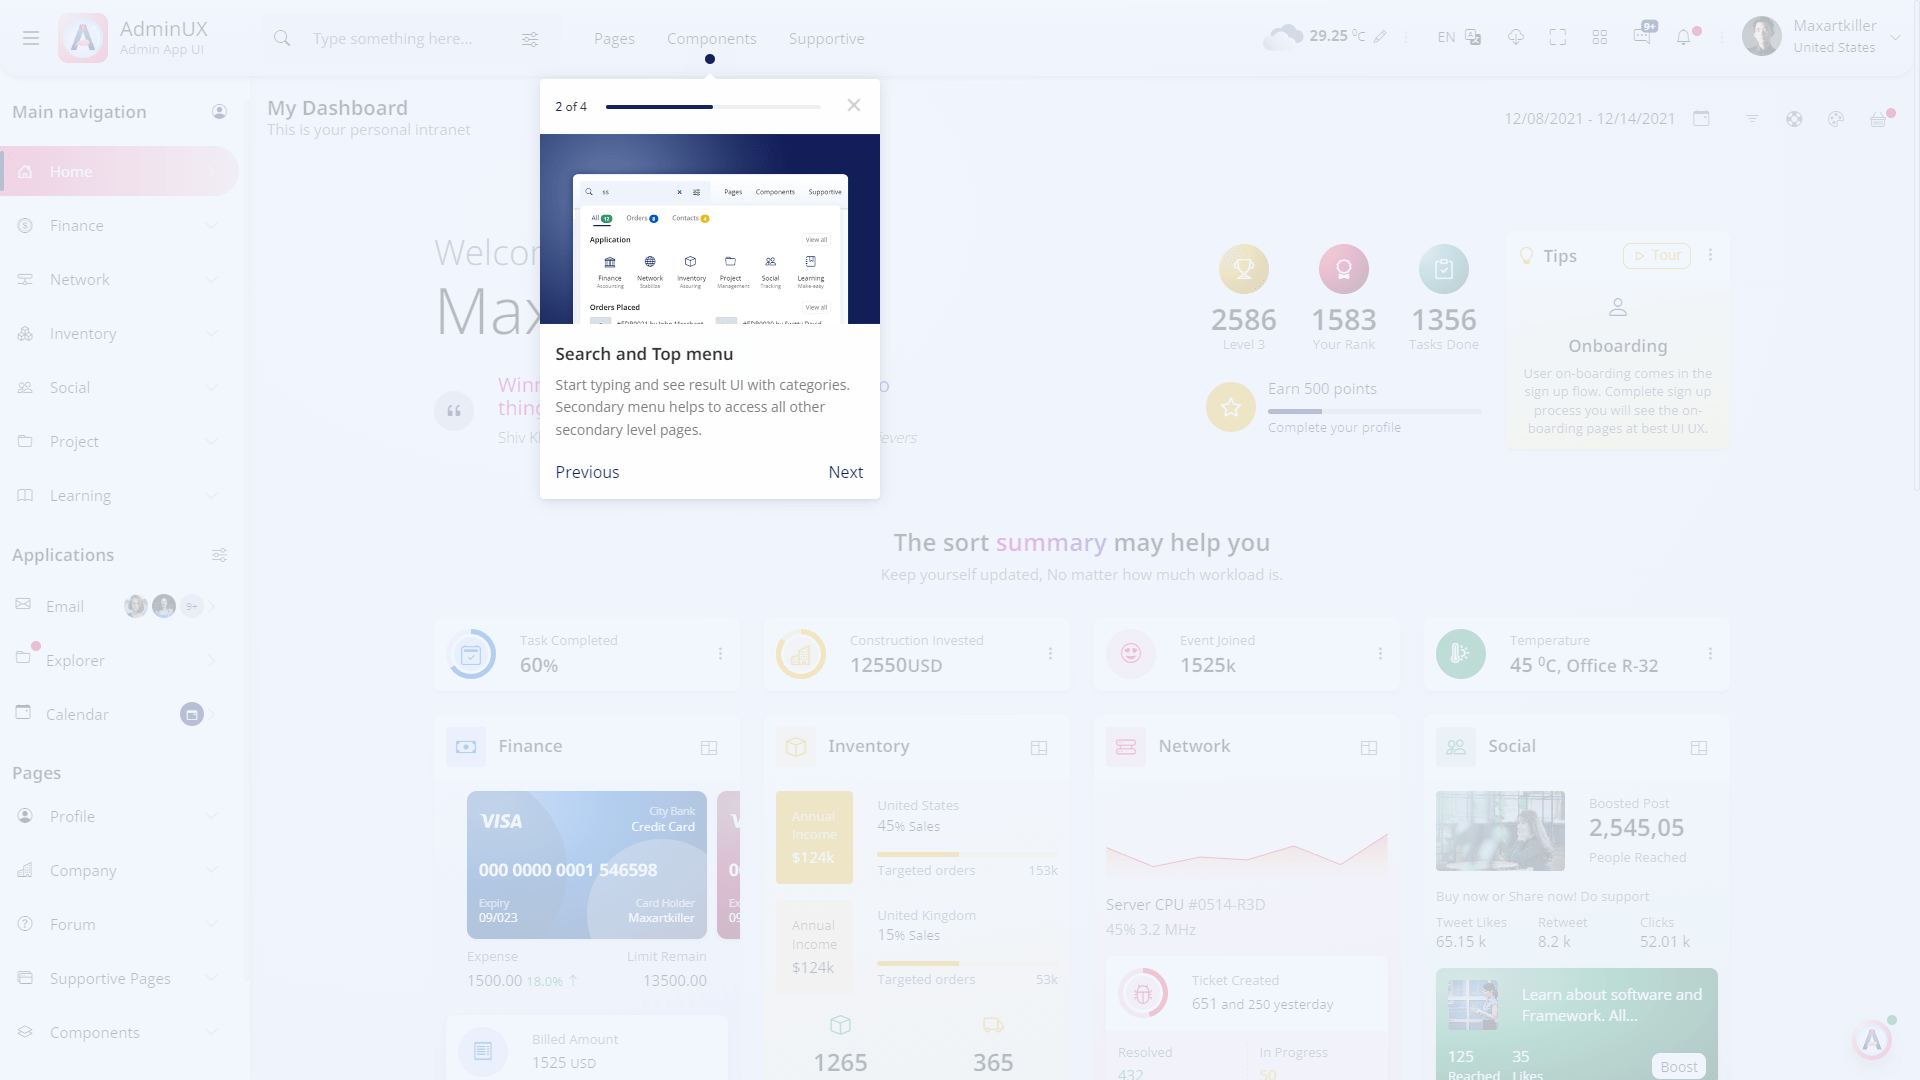 AdminUX
Admin App UI
Type something here...
Pages
Components
Supportive
29.25 ⁰C
EN
9+
Maxartkiller
United States
Main navigation
Home
Finance
Network
Inventory
Social
Project
Learning
Applications
Email
9+
Explorer
Calendar
Pages
Profile
Company
Forum
Supportive Pages
Components
My Dashboard
This is your personal intranet
12/08/2021 - 12/14/2021
2 of 4
ss
Pages
Components
Supportive
All 12
Orders 8
Contacts 4
Application
View all
Finance
Accounting
Network
Stabilize
Inventory
Assuring
Project
Management
Social
Tracking
Learning
Make-easy
Orders Placed
View all
Search and Top menu
Start typing and see result UI with categories.
Secondary menu helps to access all other
secondary level pages.
Previous
Next
2586
Level 3
1583
Your Rank
1356
Tasks Done
Earn 500 points
Complete your profile
Tips
Tour
Onboarding
User on-boarding comes in the
sign up flow. Complete sign up
process you will see the on-
boarding pages at best UI UX.
The sort summary may help you
Keep yourself updated, No matter how much workload is.
Task Completed
60%
Construction Invested
12550USD
Event Joined
1525k
Temperature
45 ⁰C, Office R-32
Finance
VISA
City Bank
Credit Card
000 0000 0001 546598
Expiry
09/023
Card Holder
Maxartkiller
Expense
1500.00 18.0%
Limit Remain
13500.00
Billed Amount
1525 USD
Inventory
Annual
Income
$124k
United States
45% Sales
Targeted orders
153k
Annual
Income
$124k
United Kingdom
15% Sales
Targeted orders
53k
1265
365
Network
Server CPU #0514-R3D
45% 3.2 MHz
Ticket Created
651 and 250 yesterday
Resolved
432
In Progress
50
Social
Boosted Post
2,545,05
People Reached
Buy now or Share now! Do support
Tweet Likes
65.15 k
Retweet
8.2 k
Clicks
52.01 k
Learn about software and
Framework. All...
125
Reached
35
Likes
Boost